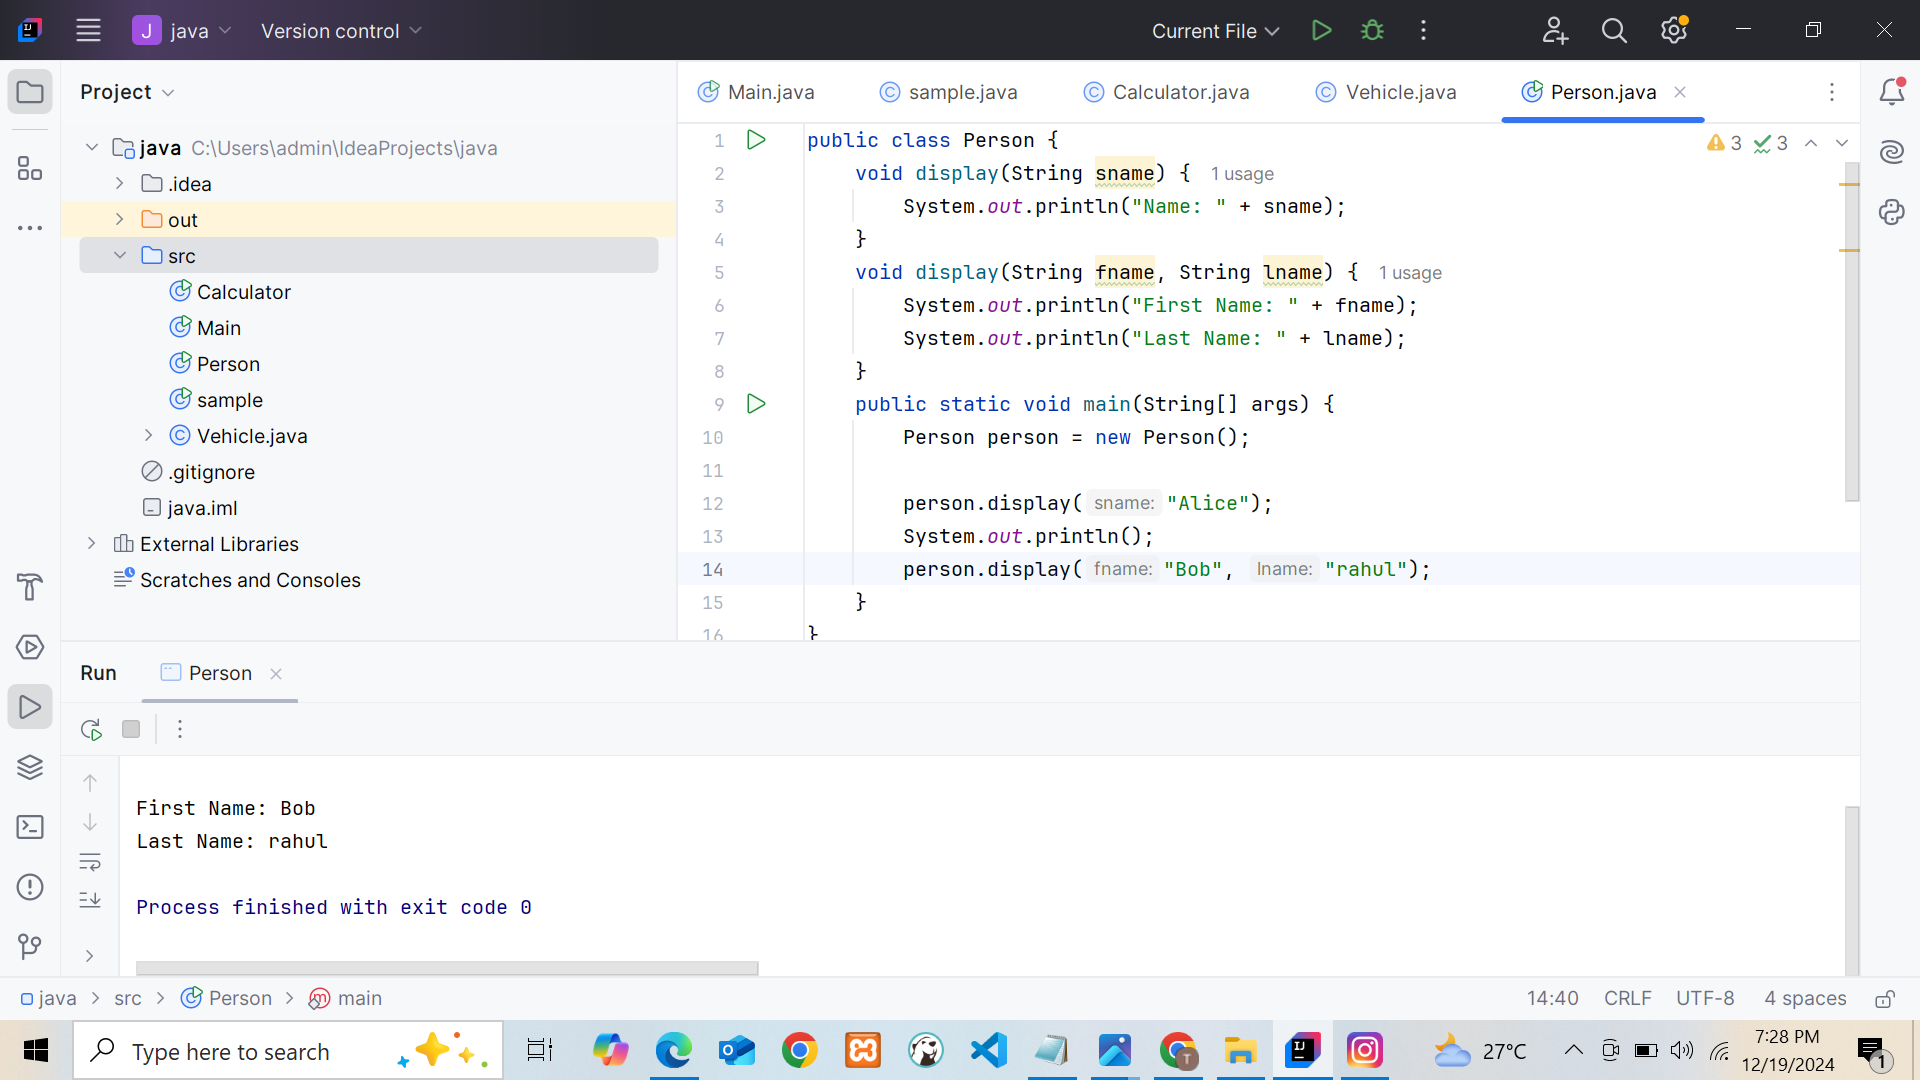 J java Version control Current File
Project
Main.java sample.java Calculator.java Vehicle.java Person.java
java C:\Users\admin\IdeaProjects\java
.idea
out
src
Calculator
Main
Person
sample
Vehicle.java
.gitignore
java.iml
External Libraries
Scratches and Consoles
3 3
1 public class Person {
2 void display(String sname) { 1 usage
3 System.out.println("Name: " + sname);
4 }
5 void display(String fname, String lname) { 1 usage
6 System.out.println("First Name: " + fname);
7 System.out.println("Last Name: " + lname);
8 }
9 public static void main(String[] args) {
10 Person person = new Person();
11
12 person.display( sname: "Alice");
13 System.out.println();
14 person.display( fname: "Bob", lname: "rahul");
15 }
16 }
Run Person
First Name: Bob
Last Name: rahul
Process finished with exit code 0
java > src > Person > main 14:40 CRLF UTF-8 4 spaces
Type here to search
27°C
7:28 PM
12/19/2024
1